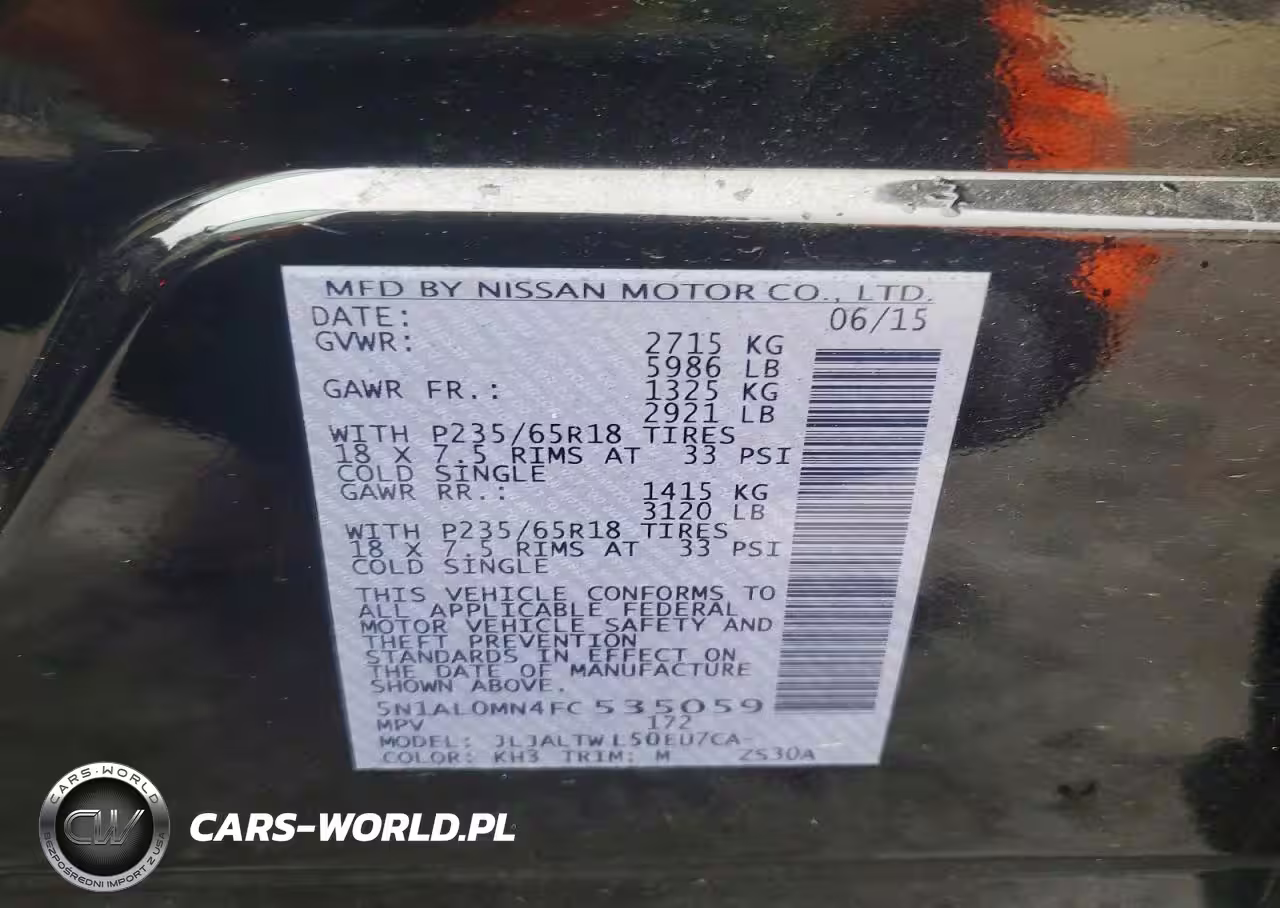 MFD BY NISSAN MOTOR CO., LTD.
DATE: 06/15
GVWR: 2715 KG
5986 LB
GAWR FR.: 1325 KG
2921 LB
WITH P235/65R18 TIRES
18 X 7.5 RIMS AT 33 PSI
COLD SINGLE
GAWR RR.: 1415 KG
3120 LB
WITH P235/65R18 TIRES
18 X 7.5 RIMS AT 33 PSI
COLD SINGLE
THIS VEHICLE CONFORMS TO
ALL APPLICABLE FEDERAL
MOTOR VEHICLE SAFETY AND
THEFT PREVENTION
STANDARDS IN EFFECT ON
THE DATE OF MANUFACTURE
SHOWN ABOVE.
5N1AL0MN4FC535059
MPV 172
MODEL: JLJALTWL50EU7CA-
COLOR: KH3 TRIM: M ZS30A
CARS-WORLD
CW
BEZPOŚREDNI IMPORT Z USA
CARS-WORLD.PL